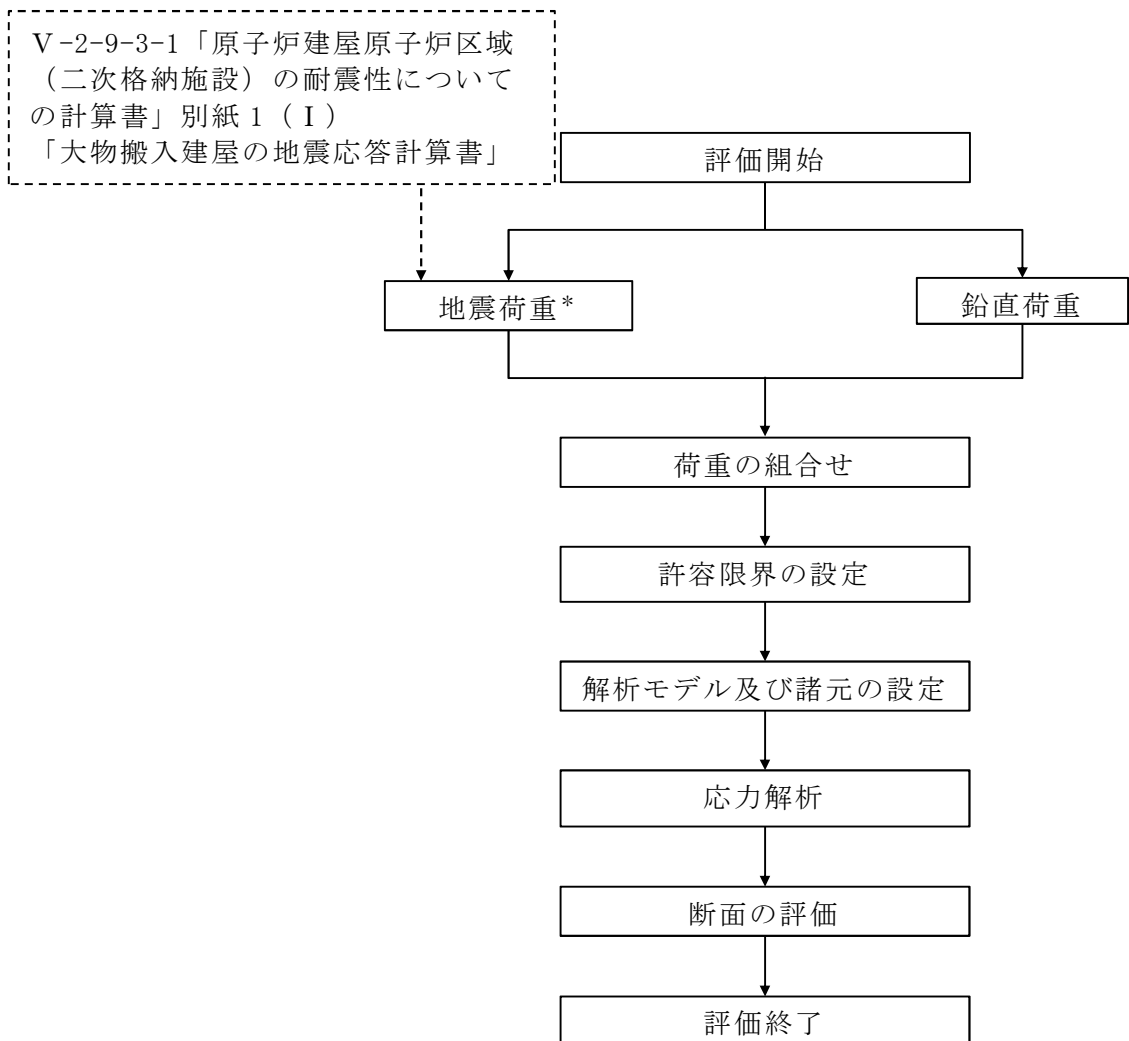 Ⅴ-2-9-3-1「原子炉建屋原子炉区域
（二次格納施設）の耐震性について
の計算書」別紙1（Ⅰ）
「大物搬入建屋の地震応答計算書」
評価開始
地震荷重*
鉛直荷重
荷重の組合せ
許容限界の設定
解析モデル及び諸元の設定
応力解析
断面の評価
評価終了